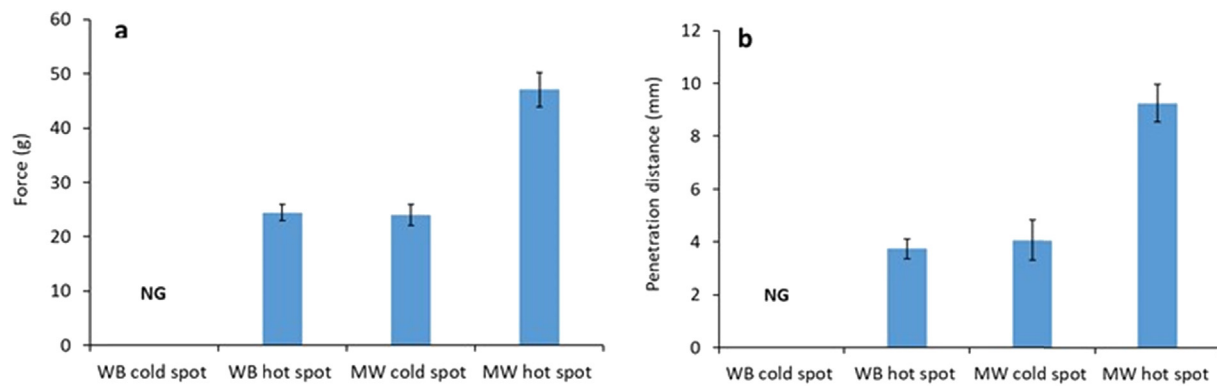 a
60
50
40
30
20
10
0
Force (g)
NG
WB cold spot WB hot spot MW cold spot MW hot spot
b
12
10
8
6
4
2
0
Penetration distance (mm)
NG
WB cold spot WB hot spot MW cold spot MW hot spot